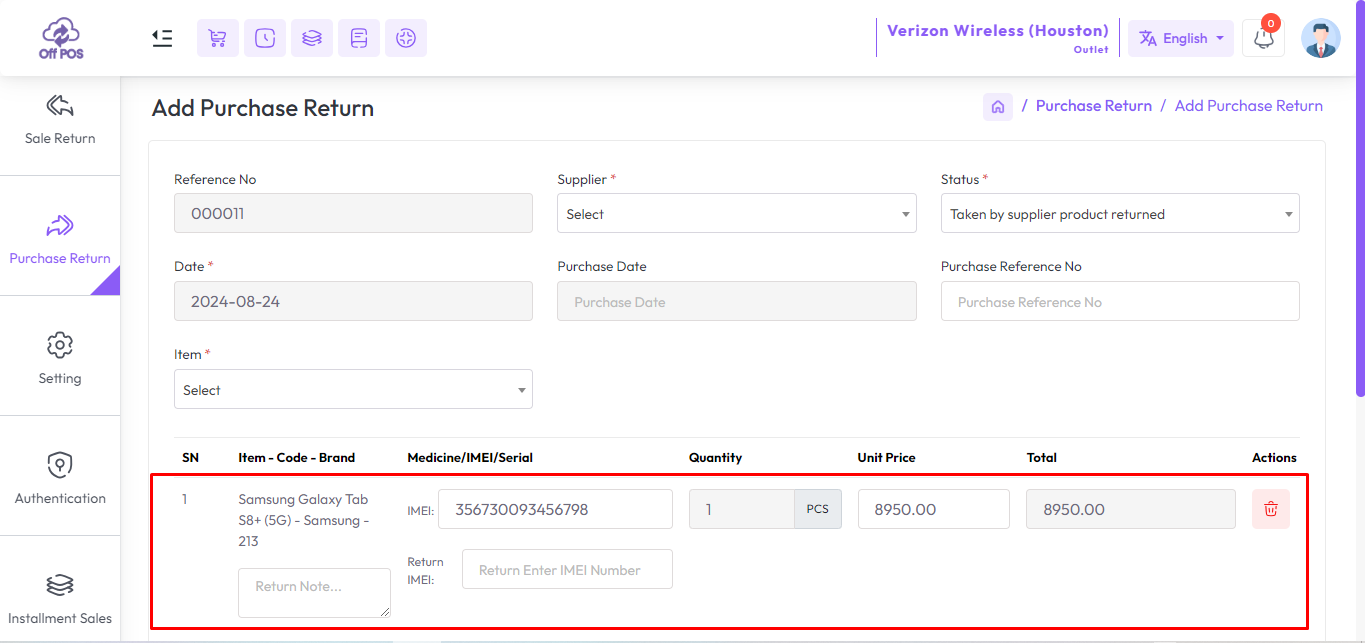 Off POS
Verizon Wireless (Houston)
Outlet
English
0
Sale Return
Purchase Return
Setting
Authentication
Installment Sales
Add Purchase Return
/ Purchase Return / Add Purchase Return
Reference No
Supplier *
Status *
000011
Select
Taken by supplier product returned
Date *
Purchase Date
Purchase Reference No
2024-08-24
Purchase Date
Purchase Reference No
Item *
Select
SN Item - Code - Brand Medicine/IMEI/Serial Quantity Unit Price Total Actions
1
Samsung Galaxy Tab
S8+ (5G) - Samsung -
213
Return Note...
IMEI: 356730093456798
Return
IMEI:
Return Enter IMEI Number
1 PCS
8950.00
8950.00